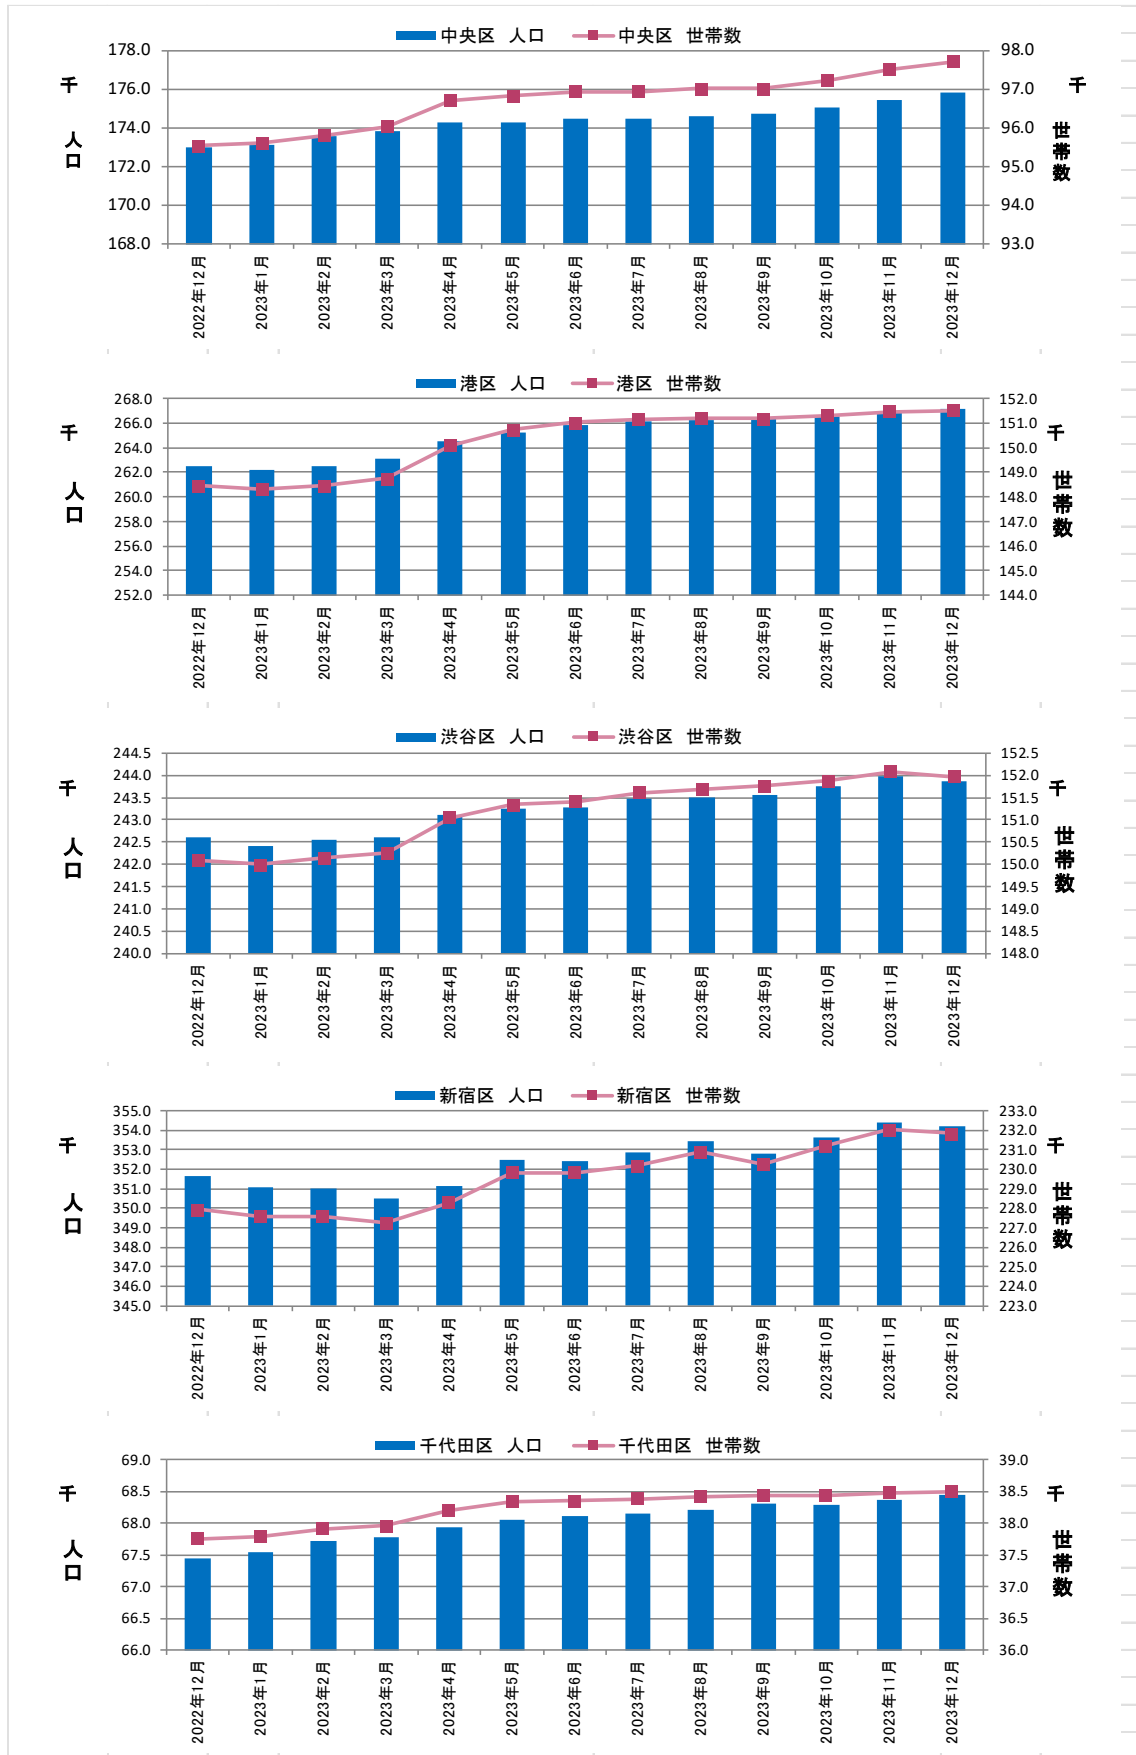 中央区 人口 中央区 世帯数
千
人口
178.0
176.0
174.0
172.0
170.0
168.0
98.0
97.0
96.0
95.0
94.0
93.0
千
世帯数
2022年12月
2023年1月
2023年2月
2023年3月
2023年4月
2023年5月
2023年6月
2023年7月
2023年8月
2023年9月
2023年10月
2023年11月
2023年12月
港区 人口 港区 世帯数
千
人口
268.0
266.0
264.0
262.0
260.0
258.0
256.0
254.0
252.0
152.0
151.0
150.0
149.0
148.0
147.0
146.0
145.0
144.0
千
世帯数
2022年12月
2023年1月
2023年2月
2023年3月
2023年4月
2023年5月
2023年6月
2023年7月
2023年8月
2023年9月
2023年10月
2023年11月
2023年12月
渋谷区 人口 渋谷区 世帯数
千
人口
244.5
244.0
243.5
243.0
242.5
242.0
241.5
241.0
240.5
240.0
152.5
152.0
151.5
151.0
150.5
150.0
149.5
149.0
148.5
148.0
千
世帯数
2022年12月
2023年1月
2023年2月
2023年3月
2023年4月
2023年5月
2023年6月
2023年7月
2023年8月
2023年9月
2023年10月
2023年11月
2023年12月
新宿区 人口 新宿区 世帯数
千
人口
355.0
354.0
353.0
352.0
351.0
350.0
349.0
348.0
347.0
346.0
345.0
233.0
232.0
231.0
230.0
229.0
228.0
227.0
226.0
225.0
224.0
223.0
千
世帯数
2022年12月
2023年1月
2023年2月
2023年3月
2023年4月
2023年5月
2023年6月
2023年7月
2023年8月
2023年9月
2023年10月
2023年11月
2023年12月
千代田区 人口 千代田区 世帯数
千
人口
69.0
68.5
68.0
67.5
67.0
66.5
66.0
39.0
38.5
38.0
37.5
37.0
36.5
36.0
千
世帯数
2022年12月
2023年1月
2023年2月
2023年3月
2023年4月
2023年5月
2023年6月
2023年7月
2023年8月
2023年9月
2023年10月
2023年11月
2023年12月